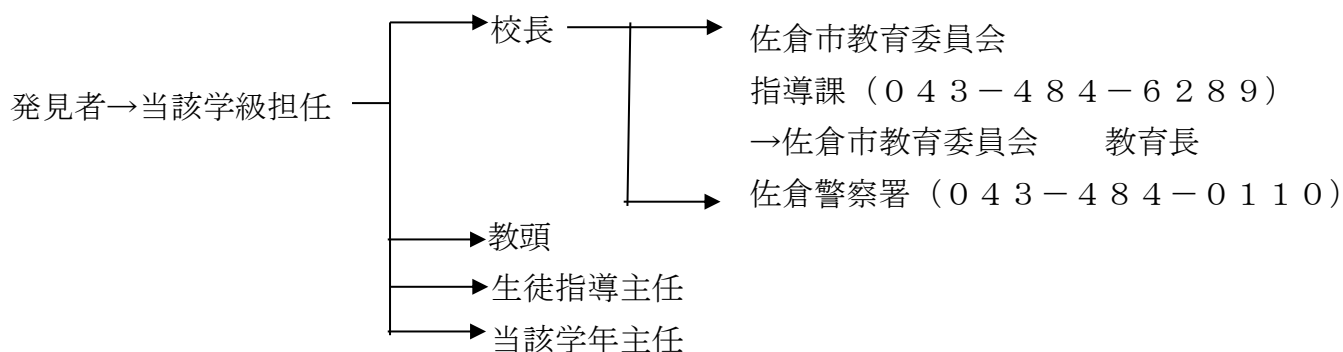 校長
佐倉市教育委員会
発見者→当該学級担任
指導課（０４３－４８４－６２８９）
→佐倉市教育委員会　　教育長
佐倉警察署（０４３－４８４－０１１０）
教頭
生徒指導主任
当該学年主任